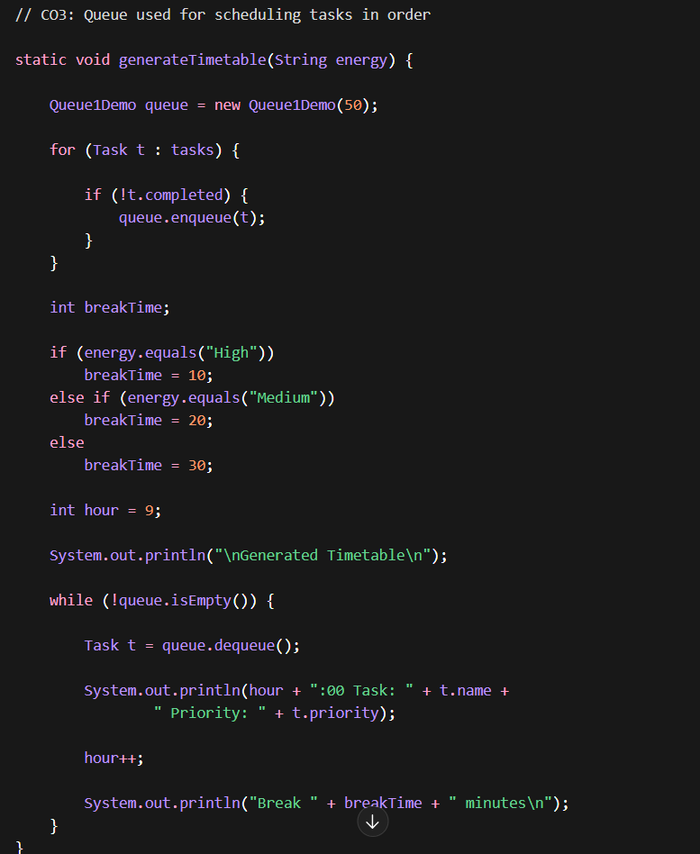 // CO3: Queue used for scheduling tasks in order
static void generateTimetable(String energy) {
Queue1Demo queue = new Queue1Demo(50);
for (Task t : tasks) {
if (!t.completed) {
queue.enqueue(t);
}
}
int breakTime;
if (energy.equals("High"))
breakTime = 10;
else if (energy.equals("Medium"))
breakTime = 20;
else
breakTime = 30;
int hour = 9;
System.out.println("\nGenerated Timetable\n");
while (!queue.isEmpty()) {
Task t = queue.dequeue();
System.out.println(hour + ":00 Task: " + t.name +
" Priority: " + t.priority);
hour++;
System.out.println("Break " + breakTime + " minutes\n");
}
}